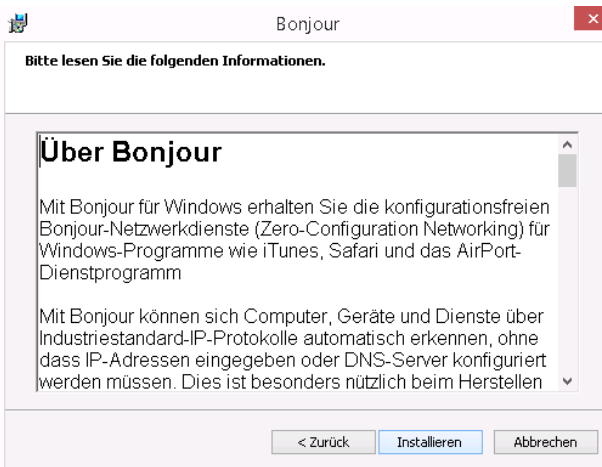 Bonjour
Bitte lesen Sie die folgenden Informationen.
Über Bonjour
Mit Bonjour für Windows erhalten Sie die konfigurationsfreien
Bonjour-Netzwerkdienste (Zero-Configuration Networking) für
Windows-Programme wie iTunes, Safari und das AirPort-
Dienstprogramm
Mit Bonjour können sich Computer, Geräte und Dienste über
Industriestandard-IP-Protokolle automatisch erkennen, ohne
dass IP-Adressen eingegeben oder DNS-Server konfiguriert
werden müssen. Dies ist besonders nützlich beim Herstellen
< Zurück Installieren Abbrechen